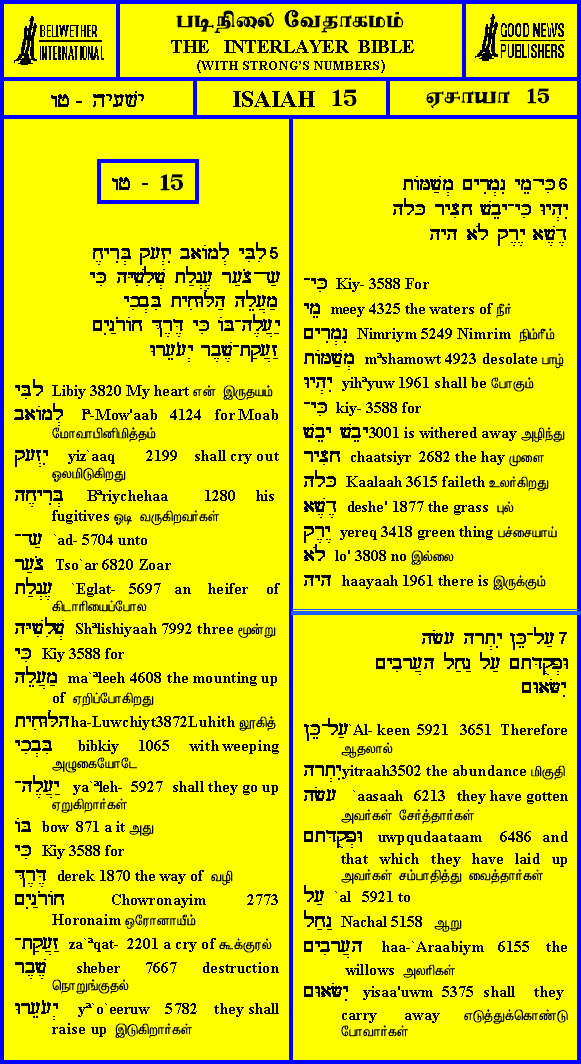 BELLWETHER
INTERNATIONAL
படிநிலை வேதாகமம்
THE INTERLAYER BIBLE
(WITH STRONG'S NUMBERS)
GOOD NEWS
PUBLISHERS
ישעיה - טו
ISAIAH 15
ஏசாயா 15
טו - 15
5 לִבִּי לְמוֹאָב יִזְעָק בְּרִיחֶהָ
עַד־צֹעַר עֶגְלַת שְׁלִשִׁיָּה כִּי
מַעֲלֵה הַלּוּחִית בִּבְכִי
יַעֲלֶה־בּוֹ כִּי דֶּרֶךְ חוֹרֹנַיִם
זַעֲקַת־שֶׁבֶר יְעֹעֵרוּ
לִבִּי Libiy 3820 My heart என் இருதயம்
לְמוֹאָב lª-Mow'aab 4124 for Moab
மோவாபினிமித்தம்
יִזְעָק yiz`aaq 2199 shall cry out
ஓலமிடுகிறது
בְּרִיחֶהָ Bªriychehaa 1280 his
fugitives ஓடி வருகிறவர்கள்
עַד־ `ad- 5704 unto
צֹעַר Tso`ar 6820 Zoar
עֶגְלַת `Eglat- 5697 an heifer of
கிடாரியைப்போல
שְׁלִשִׁיָּה Shªlishiyaah 7992 three மூன்று
כִּי Kiy 3588 for
מַעֲלֵה ma`ªleeh 4608 the mounting up
of ஏறிப்போகிறது
הַלּוּחִית ha-Luwchiyt3872Luhith லூகித்
בִּבְכִי bibkiy 1065 with weeping
அழுகையோடே
יַעֲלֶה־ ya`ªleh- 5927 shall they go up
ஏறுகிறார்கள்
בּוֹ bow 871 a it அது
כִּי Kiy 3588 for
דֶּרֶךְ derek 1870 the way of வழி
חוֹרֹנַיִם Chowronayim 2773
Horonaim ஒரோனாயீம்
זַעֲקַת־ za`ªqat- 2201 a cry of கூக்குரல்
שֶׁבֶר sheber 7667 destruction
நொறுங்குதல்
יְעֹעֵרוּ yª`o`eeruw 5782 they shall
raise up இடுகிறார்கள்
6 כִּי־מֵי נִמְרִים מְשַׁמּוֹת
יִהְיוּ כִּי־יָבֵשׁ חָצִיר כָּלָה
דֶשֶׁא יֶרֶק לֹא הָיָה
כִּי־ Kiy- 3588 For
מֵי meey 4325 the waters of நீர்
נִמְרִים Nimriym 5249 Nimrim நிம்ரீம்
מְשַׁמּוֹת mªshamowt 4923 desolate பாழ்
יִהְיוּ yihªyuw 1961 shall be போகும்
כִּי־ kiy- 3588 for
יָבֵשׁ יבש3001 is withered away அழிந்து
חָצִיר chaatsiyr 2682 the hay முளை
כָּלָה Kaalaah 3615 faileth உலர்கிறது
דֶשֶׁא deshe' 1877 the grass புல்
יֶרֶק yereq 3418 green thing பச்சையாய்
לֹא lo' 3808 no இல்லை
הָיָה haayaah 1961 there is இருக்கும்
7 עַל־כֵּן יִתְרָה עָשָׂה
וּפְקֻדָּתָם עַל נַחַל הָעֲרָבִים
יִשָּׂאוּם
עַל־כֵּן `Al- keen 5921 3651 Therefore
ஆதலால்
יִתְרָה yitraah3502 the abundance மிகுதி
עָשָׂה `aasaah 6213 they have gotten
அவர்கள் சேர்த்தார்கள்
וּפְקֻדָּתָם uwpqudaataam 6486 and
that which they have laid up
அவர்கள் சம்பாதித்து வைத்தார்கள்
עַל `al 5921 to
נַחַל Nachal 5158 ஆறு
הָעֲרָבִים haa-`Araabiym 6155 the
willows அலரிகள்
יִשָּׂאוּם yisaa'uwm 5375 shall they
carry away எடுத்துக்கொண்டு
போவார்கள்